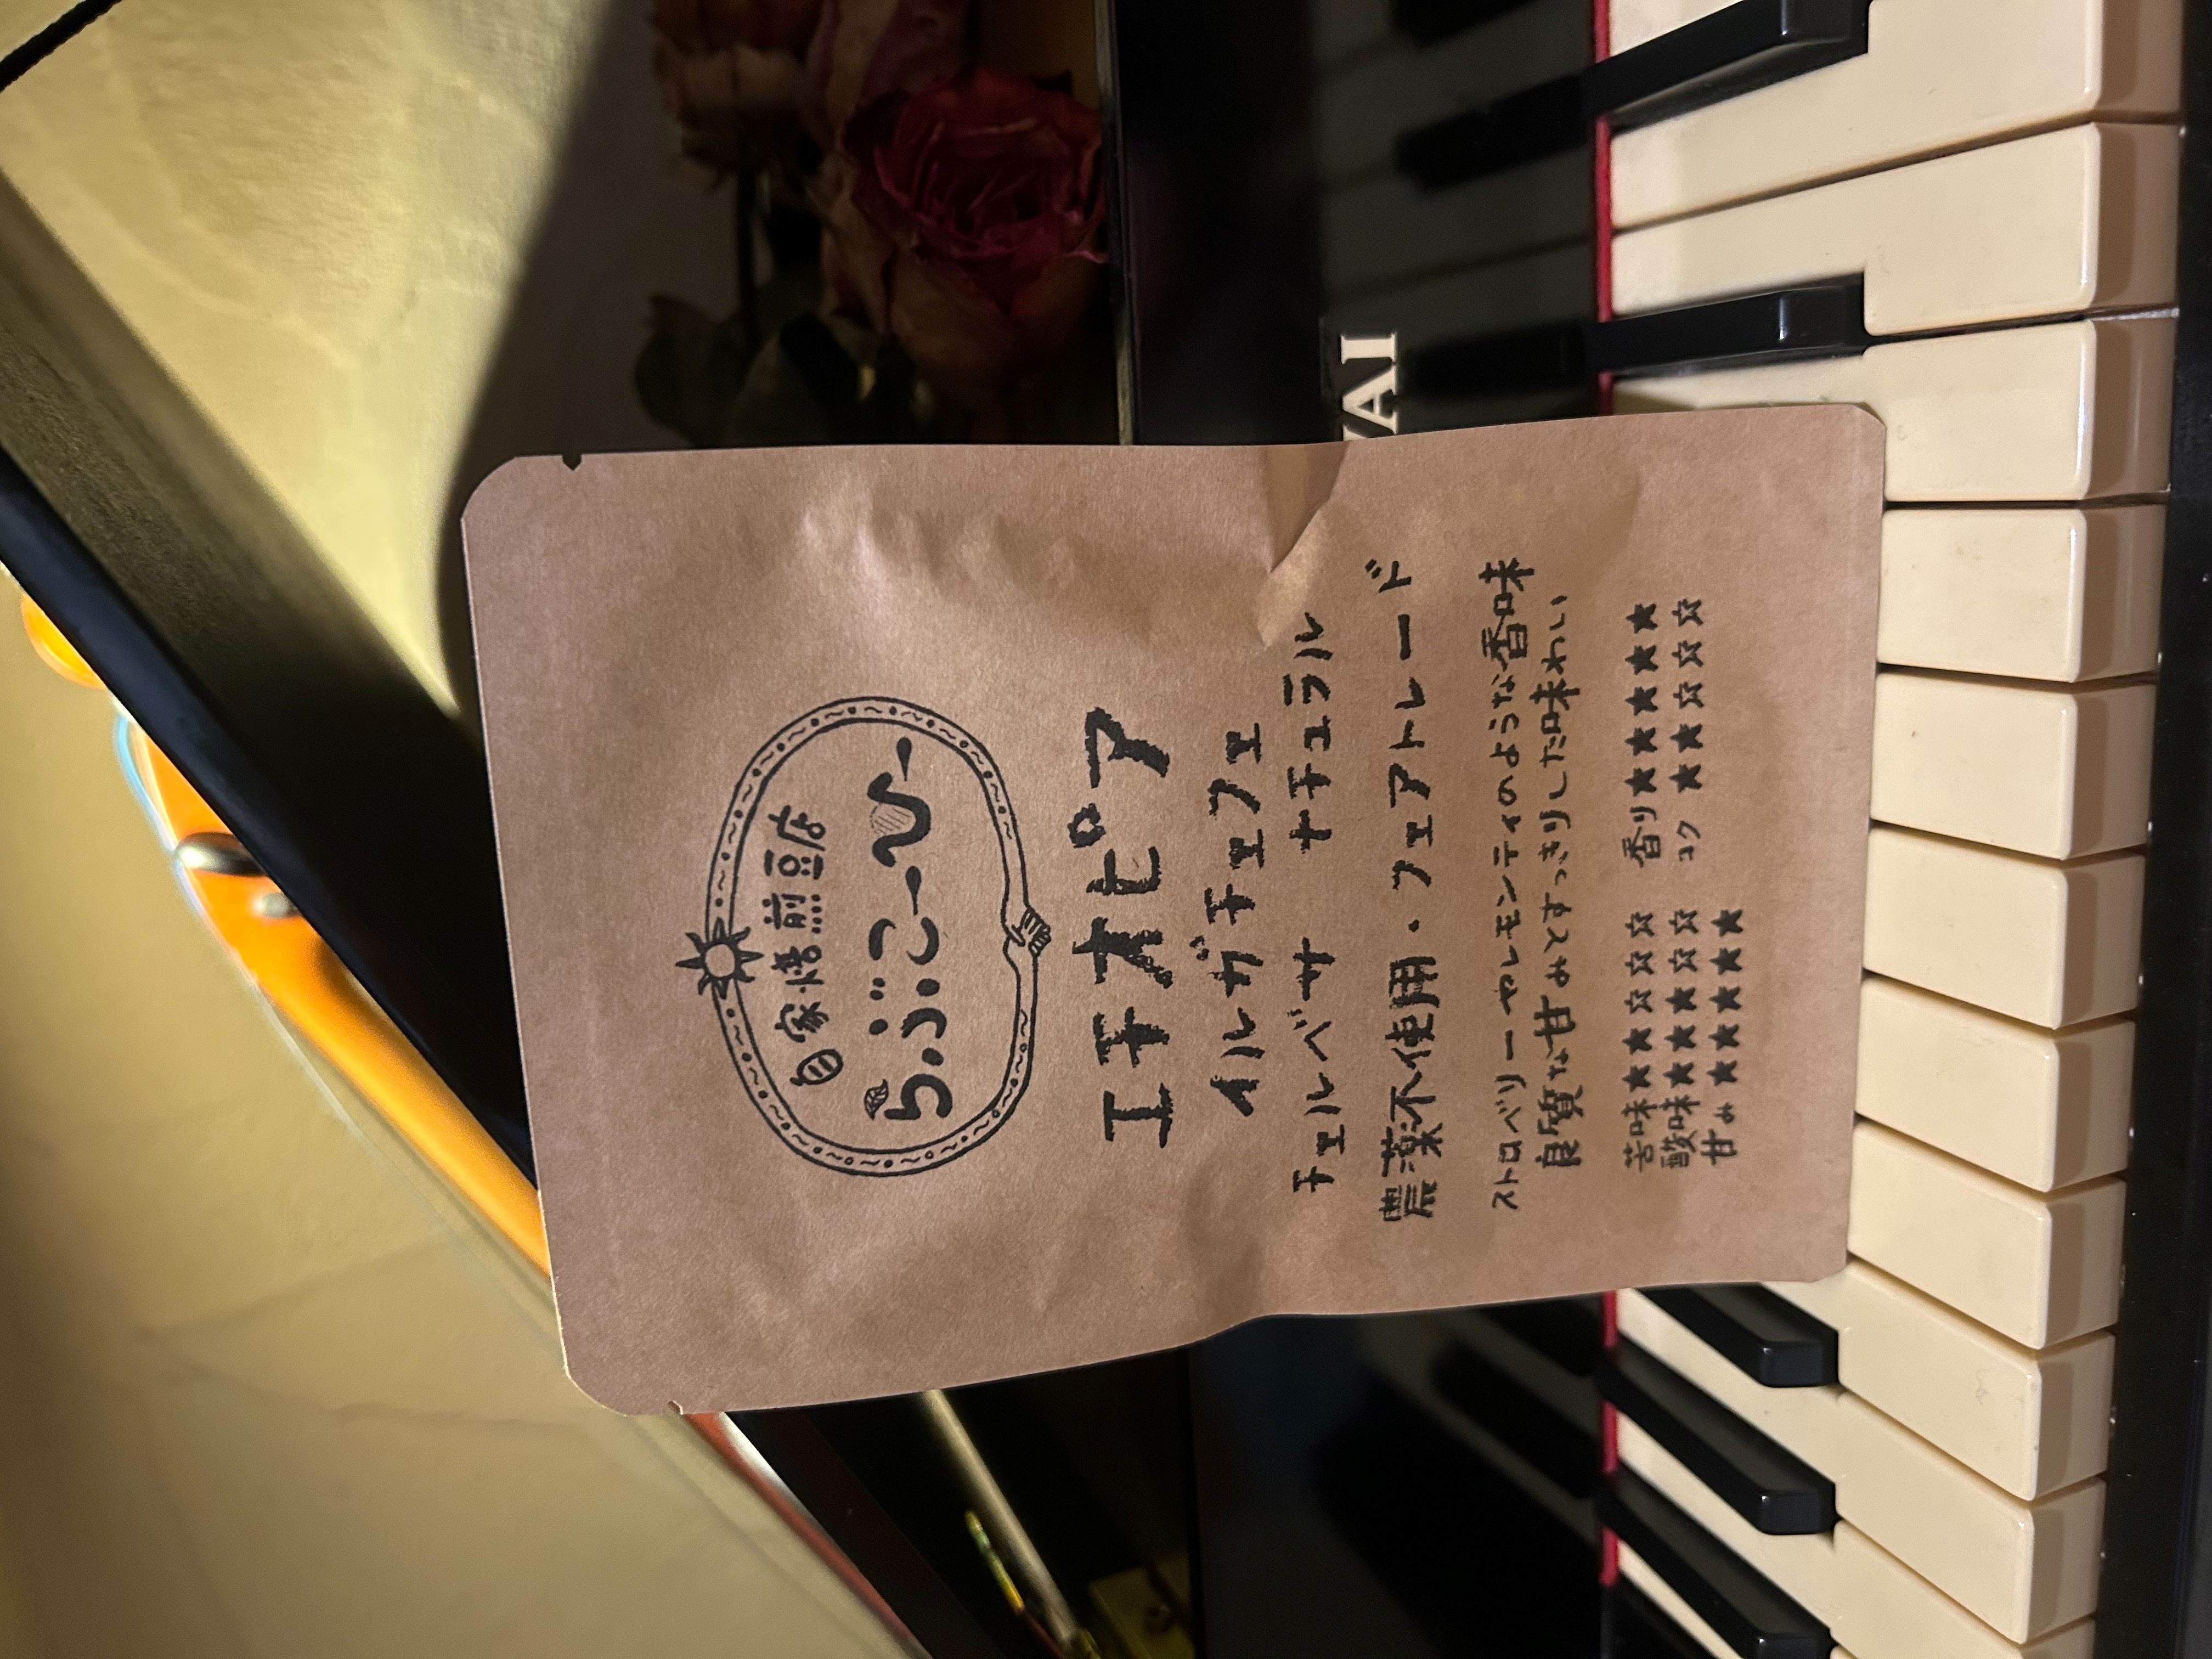 自家焙煎豆店
らぶこーひー
エチオピア
イルガチェフェ
チェルベサ ナチュラル
農薬不使用・フェアトレード
ストロベリーやレモンティのような香味
良質な甘みとすっきりした味わい
苦味★★☆☆☆ 香り★★★★★
酸味★★★☆☆ コク ★★☆☆☆
甘み★★★★★
WAI